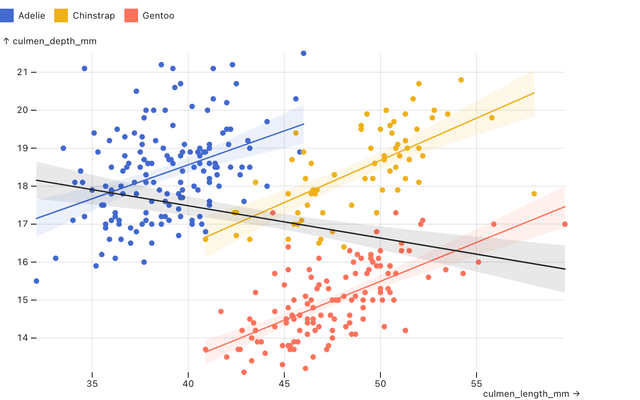 Adelie Chinstrap Gentoo
↑ culmen_depth_mm
21
20
19
18
17
16
15
14
35 40 45 50 55
culmen_length_mm →